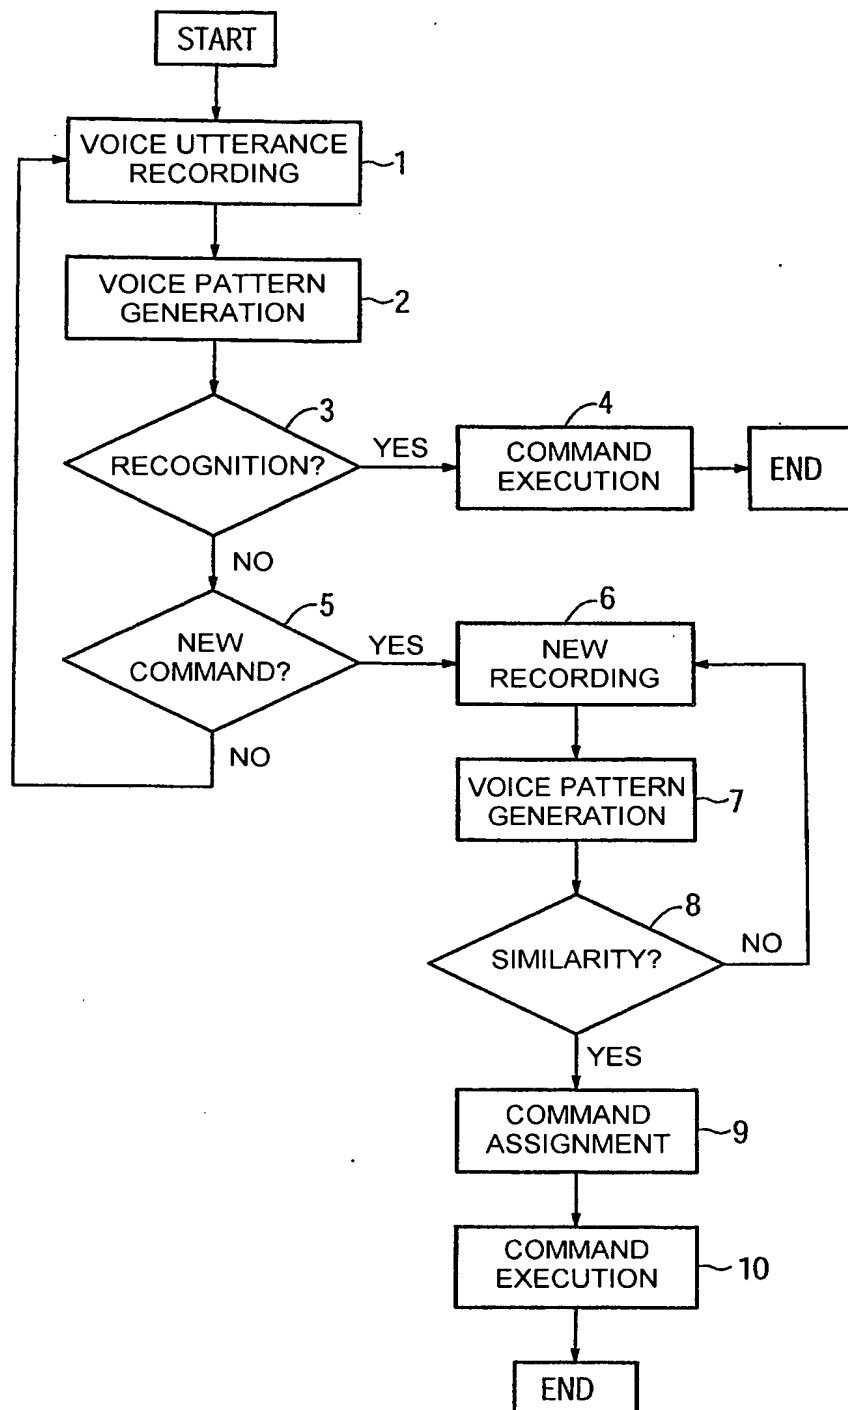 START
VOICE UTTERANCE
RECORDING
1
VOICE PATTERN
GENERATION
2
3
RECOGNITION?
YES
4
COMMAND
EXECUTION
END
NO
5
NEW
COMMAND?
YES
NO
6
NEW
RECORDING
VOICE PATTERN
GENERATION
7
8
SIMILARITY?
NO
YES
COMMAND
ASSIGNMENT
9
COMMAND
EXECUTION
10
END